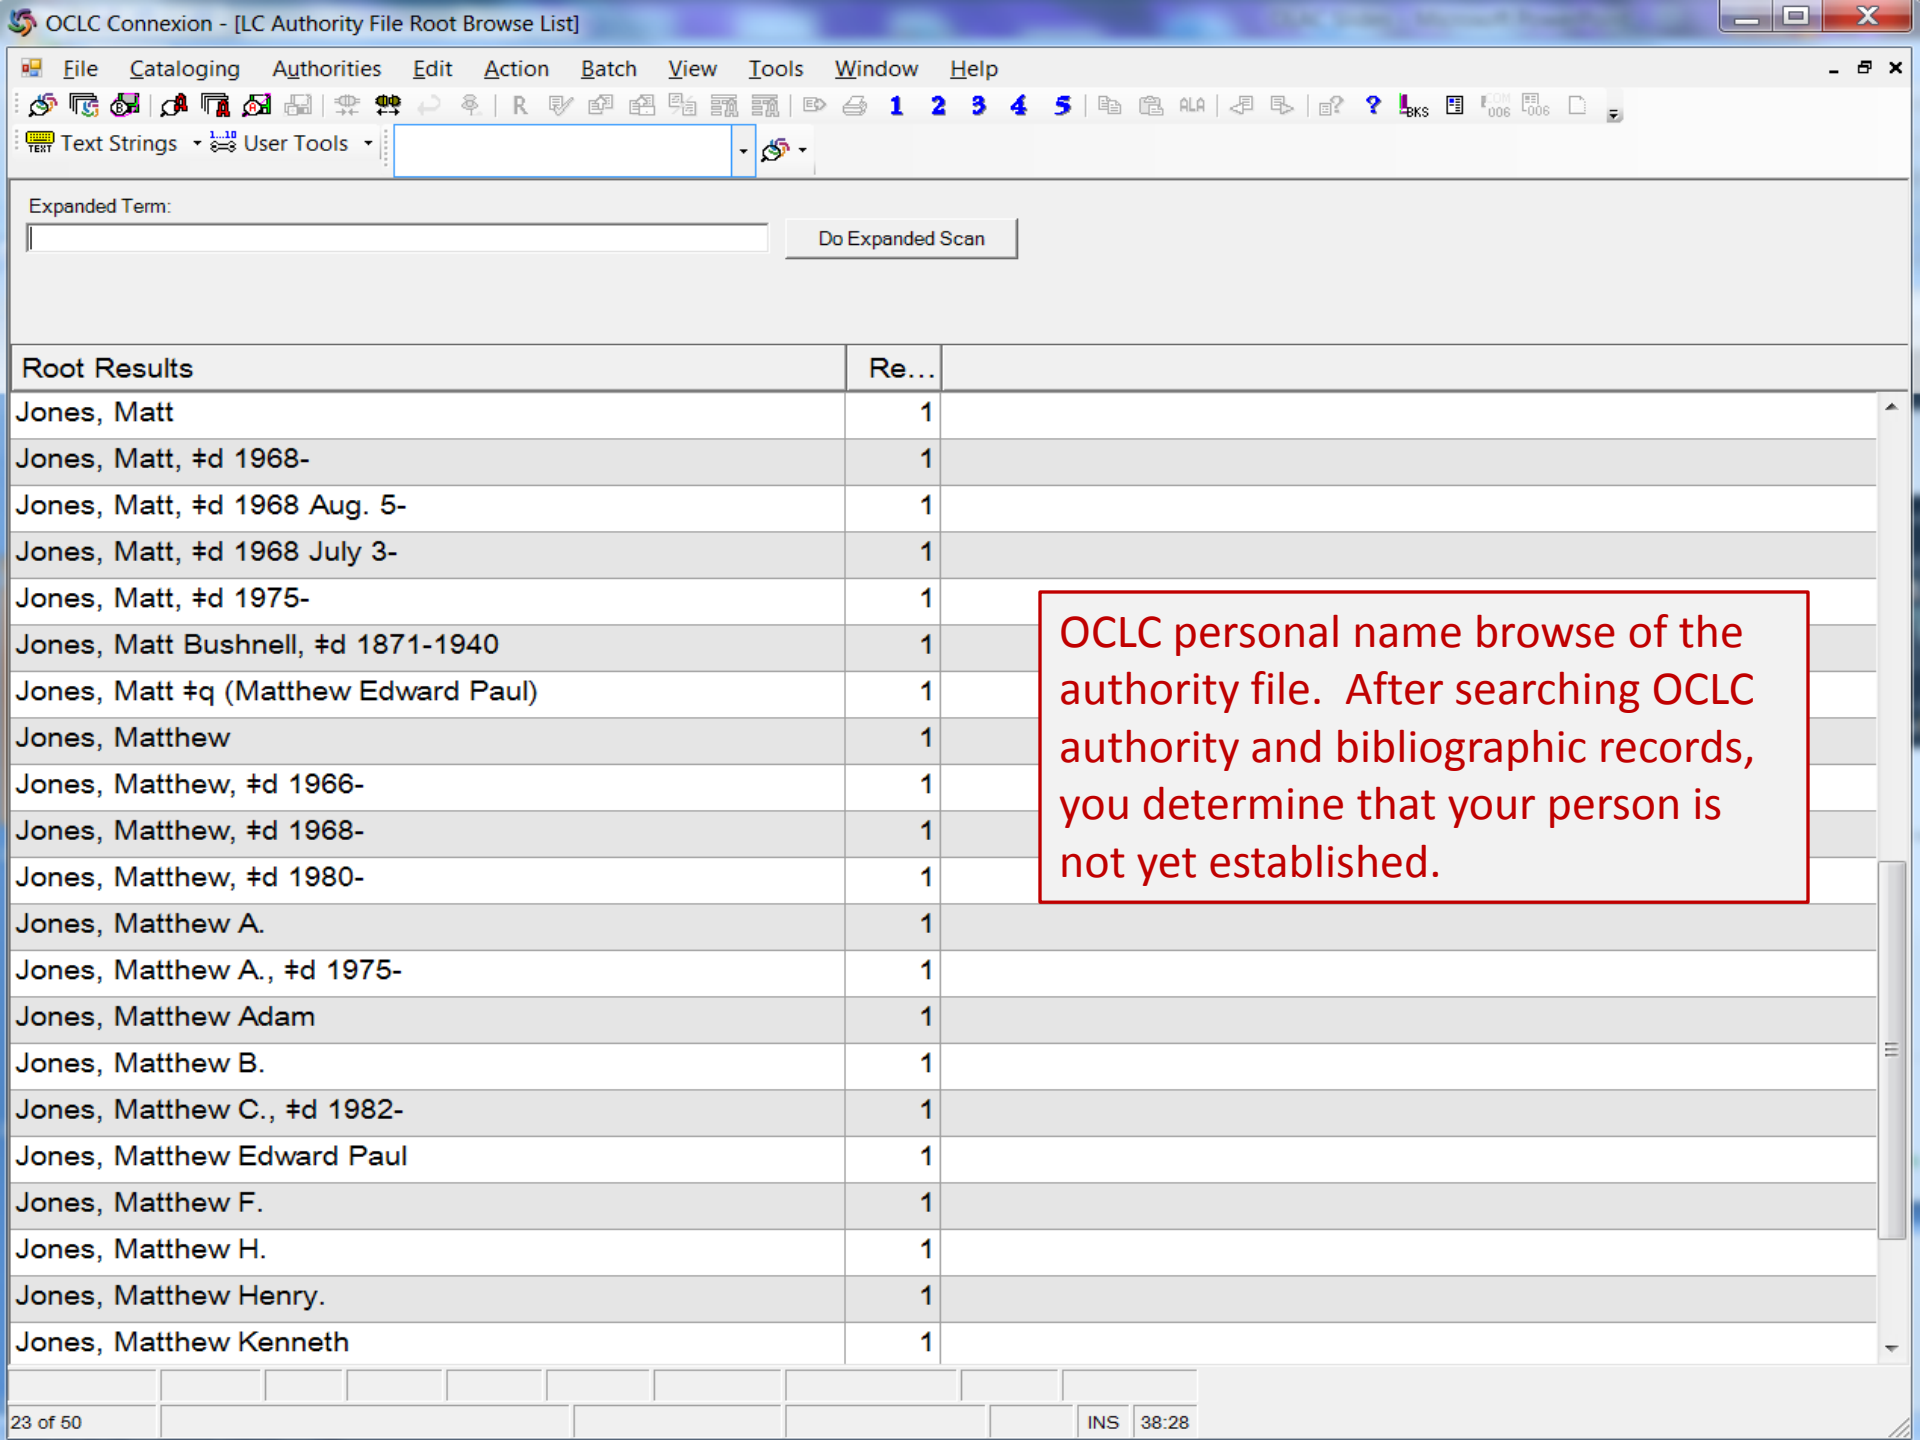 OCLC Connexion - [LC Authority File Root Browse List]
File Cataloging Authorities Edit Action Batch View Tools Window Help
R 1 2 3 4 5 ALA ? ? BKS COM 006 006
TEXT Text Strings 1...10 User Tools
Expanded Term:
Do Expanded Scan
Root Results Re...
Jones, Matt 1
Jones, Matt, ‡d 1968- 1
Jones, Matt, ‡d 1968 Aug. 5- 1
Jones, Matt, ‡d 1968 July 3- 1
Jones, Matt, ‡d 1975- 1
Jones, Matt Bushnell, ‡d 1871-1940 1
Jones, Matt ‡q (Matthew Edward Paul) 1
Jones, Matthew 1
Jones, Matthew, ‡d 1966- 1
Jones, Matthew, ‡d 1968- 1
Jones, Matthew, ‡d 1980- 1
Jones, Matthew A. 1
Jones, Matthew A., ‡d 1975- 1
Jones, Matthew Adam 1
Jones, Matthew B. 1
Jones, Matthew C., ‡d 1982- 1
Jones, Matthew Edward Paul 1
Jones, Matthew F. 1
Jones, Matthew H. 1
Jones, Matthew Henry. 1
Jones, Matthew Kenneth 1
OCLC personal name browse of the
authority file. After searching OCLC
authority and bibliographic records,
you determine that your person is
not yet established.
23 of 50 INS 38:28